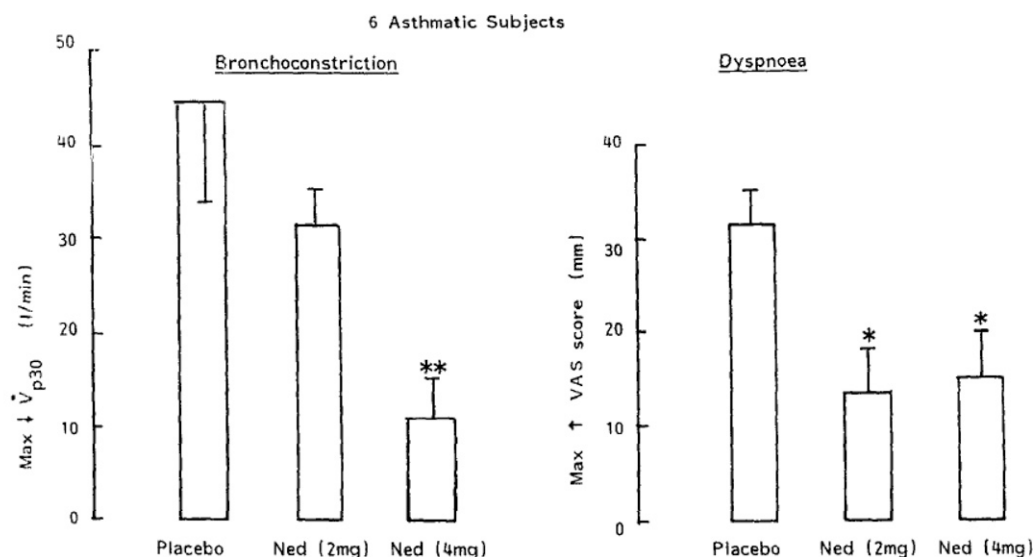 6 Asthmatic Subjects
Bronchoconstriction
50
40
30
20
10
0
Max ↓ V̇p30 (l/min)
Placebo Ned (2mg) Ned (4mg)
**
Dyspnoea
40
30
20
10
0
Max ↑ VAS score (mm)
Placebo Ned (2mg) Ned (4mg)
*
*